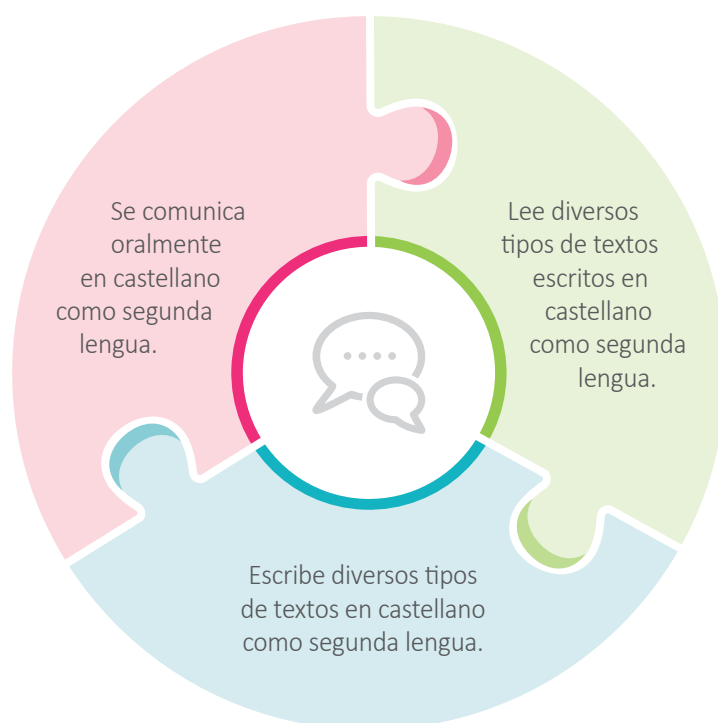 Se comunica
oralmente
en castellano
como segunda
lengua.
Lee diversos
tipos de textos
escritos en
castellano
como segunda
lengua.
Escribe diversos tipos
de textos en castellano
como segunda lengua.